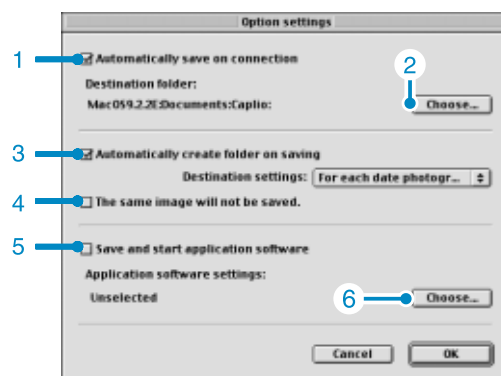 Option settings
1 Automatically save on connection
2
Destination folder:
MacOS9.2.2E:Documents:Caplio:
Choose...
3 Automatically create folder on saving
Destination settings: For each date photogr...
4 The same image will not be saved.
5 Save and start application software
Application software settings:
Unselected
6 Choose...
Cancel OK